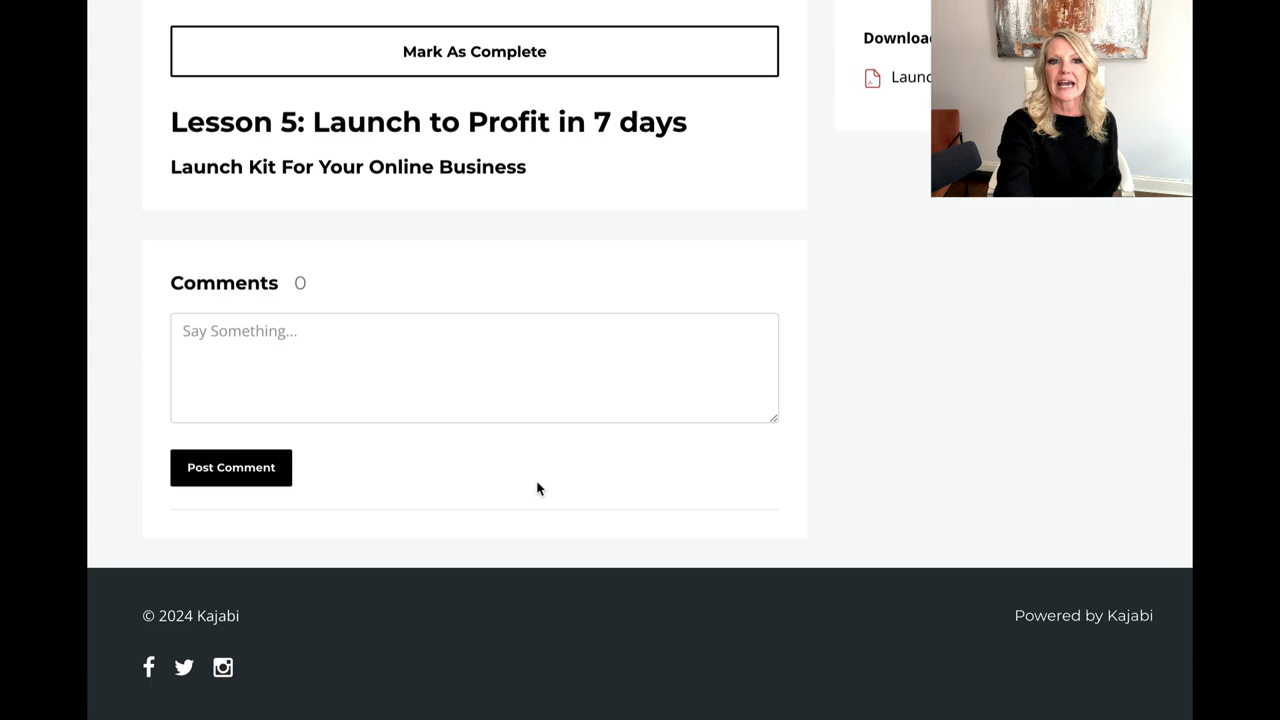 Mark As Complete
Lesson 5: Launch to Profit in 7 days
Launch Kit For Your Online Business
Comments 0
Say Something...
Post Comment
© 2024 Kajabi
Powered by Kajabi